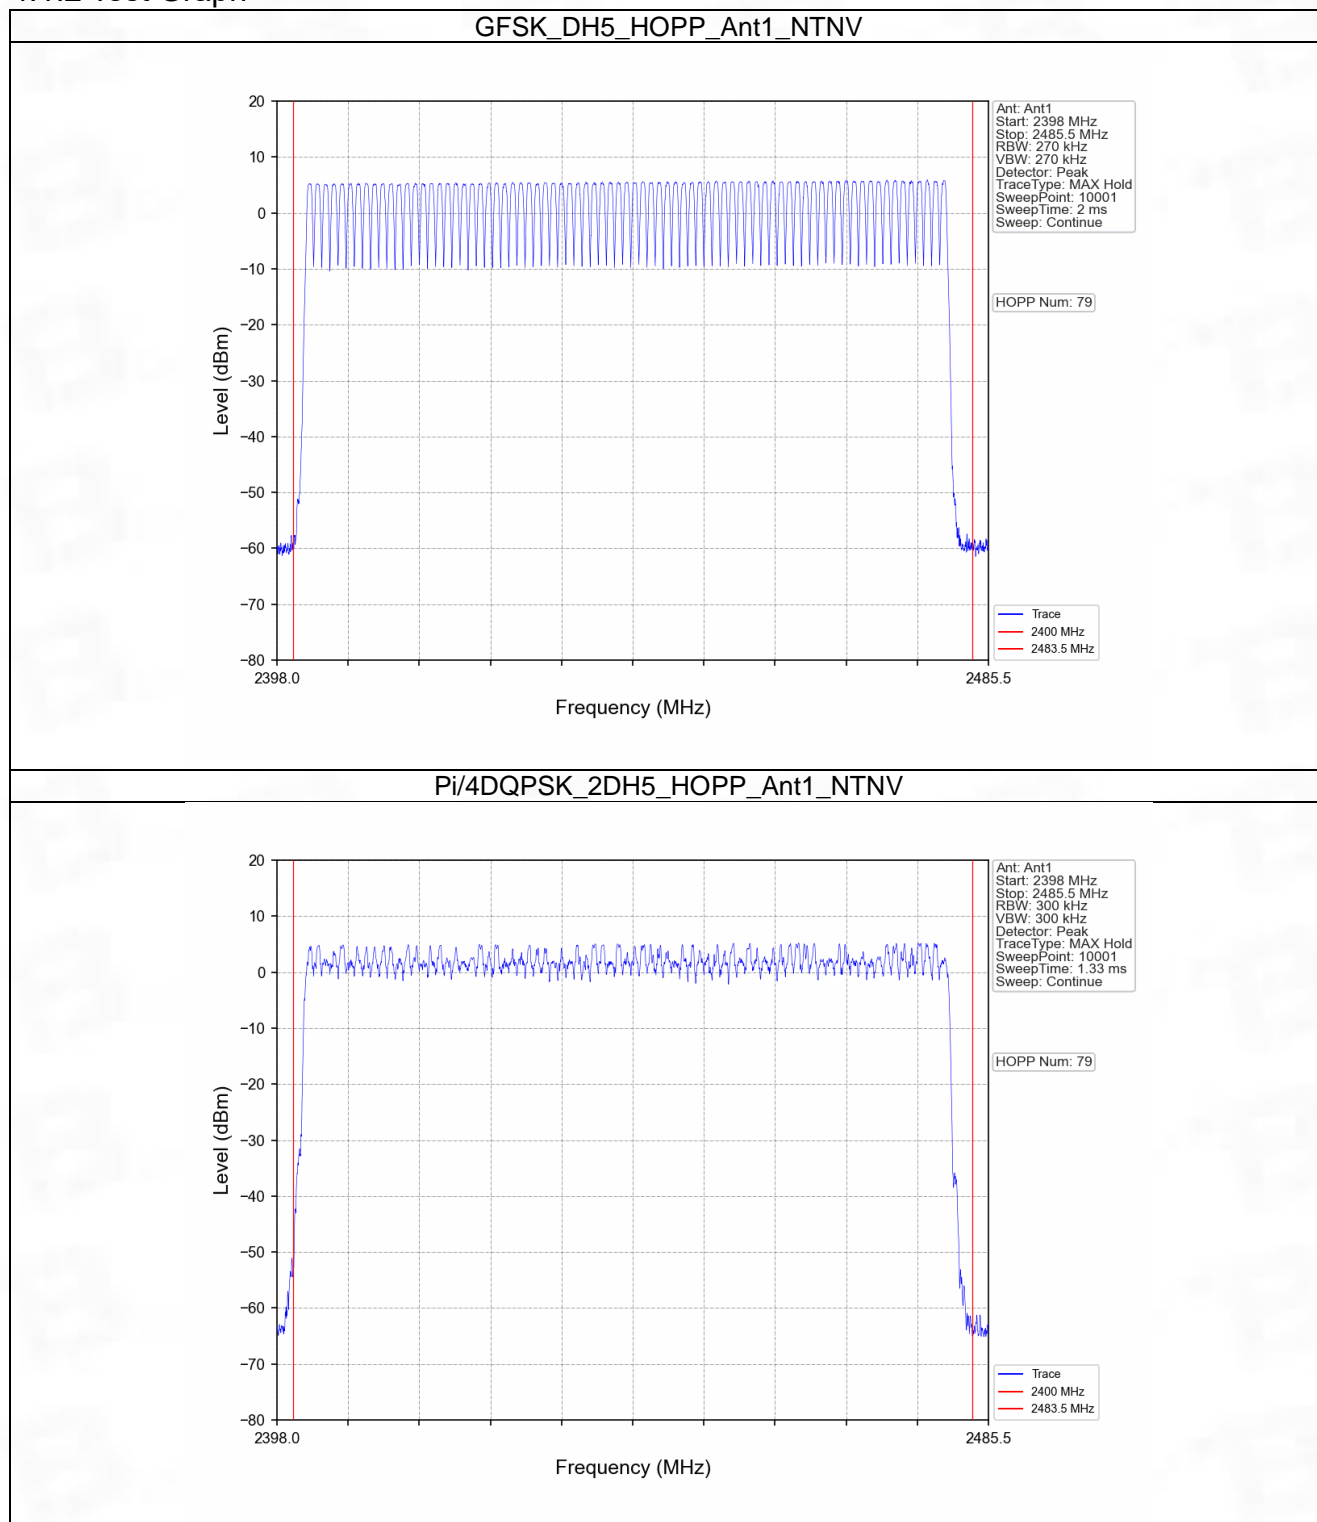 GFSK_DH5_HOPP_Ant1_NTNV
20
10
0
−10
−20
−30
−40
−50
−60
−70
−80
Level (dBm)
2398.0
2485.5
Frequency (MHz)
Ant: Ant1
Start: 2398 MHz
Stop: 2485.5 MHz
RBW: 270 kHz
VBW: 270 kHz
Detector: Peak
TraceType: MAX Hold
SweepPoint: 10001
SweepTime: 2 ms
Sweep: Continue
HOPP Num: 79
Trace
2400 MHz
2483.5 MHz
Pi/4DQPSK_2DH5_HOPP_Ant1_NTNV
20
10
0
−10
−20
−30
−40
−50
−60
−70
−80
Level (dBm)
2398.0
2485.5
Frequency (MHz)
Ant: Ant1
Start: 2398 MHz
Stop: 2485.5 MHz
RBW: 300 kHz
VBW: 300 kHz
Detector: Peak
TraceType: MAX Hold
SweepPoint: 10001
SweepTime: 1.33 ms
Sweep: Continue
HOPP Num: 79
Trace
2400 MHz
2483.5 MHz